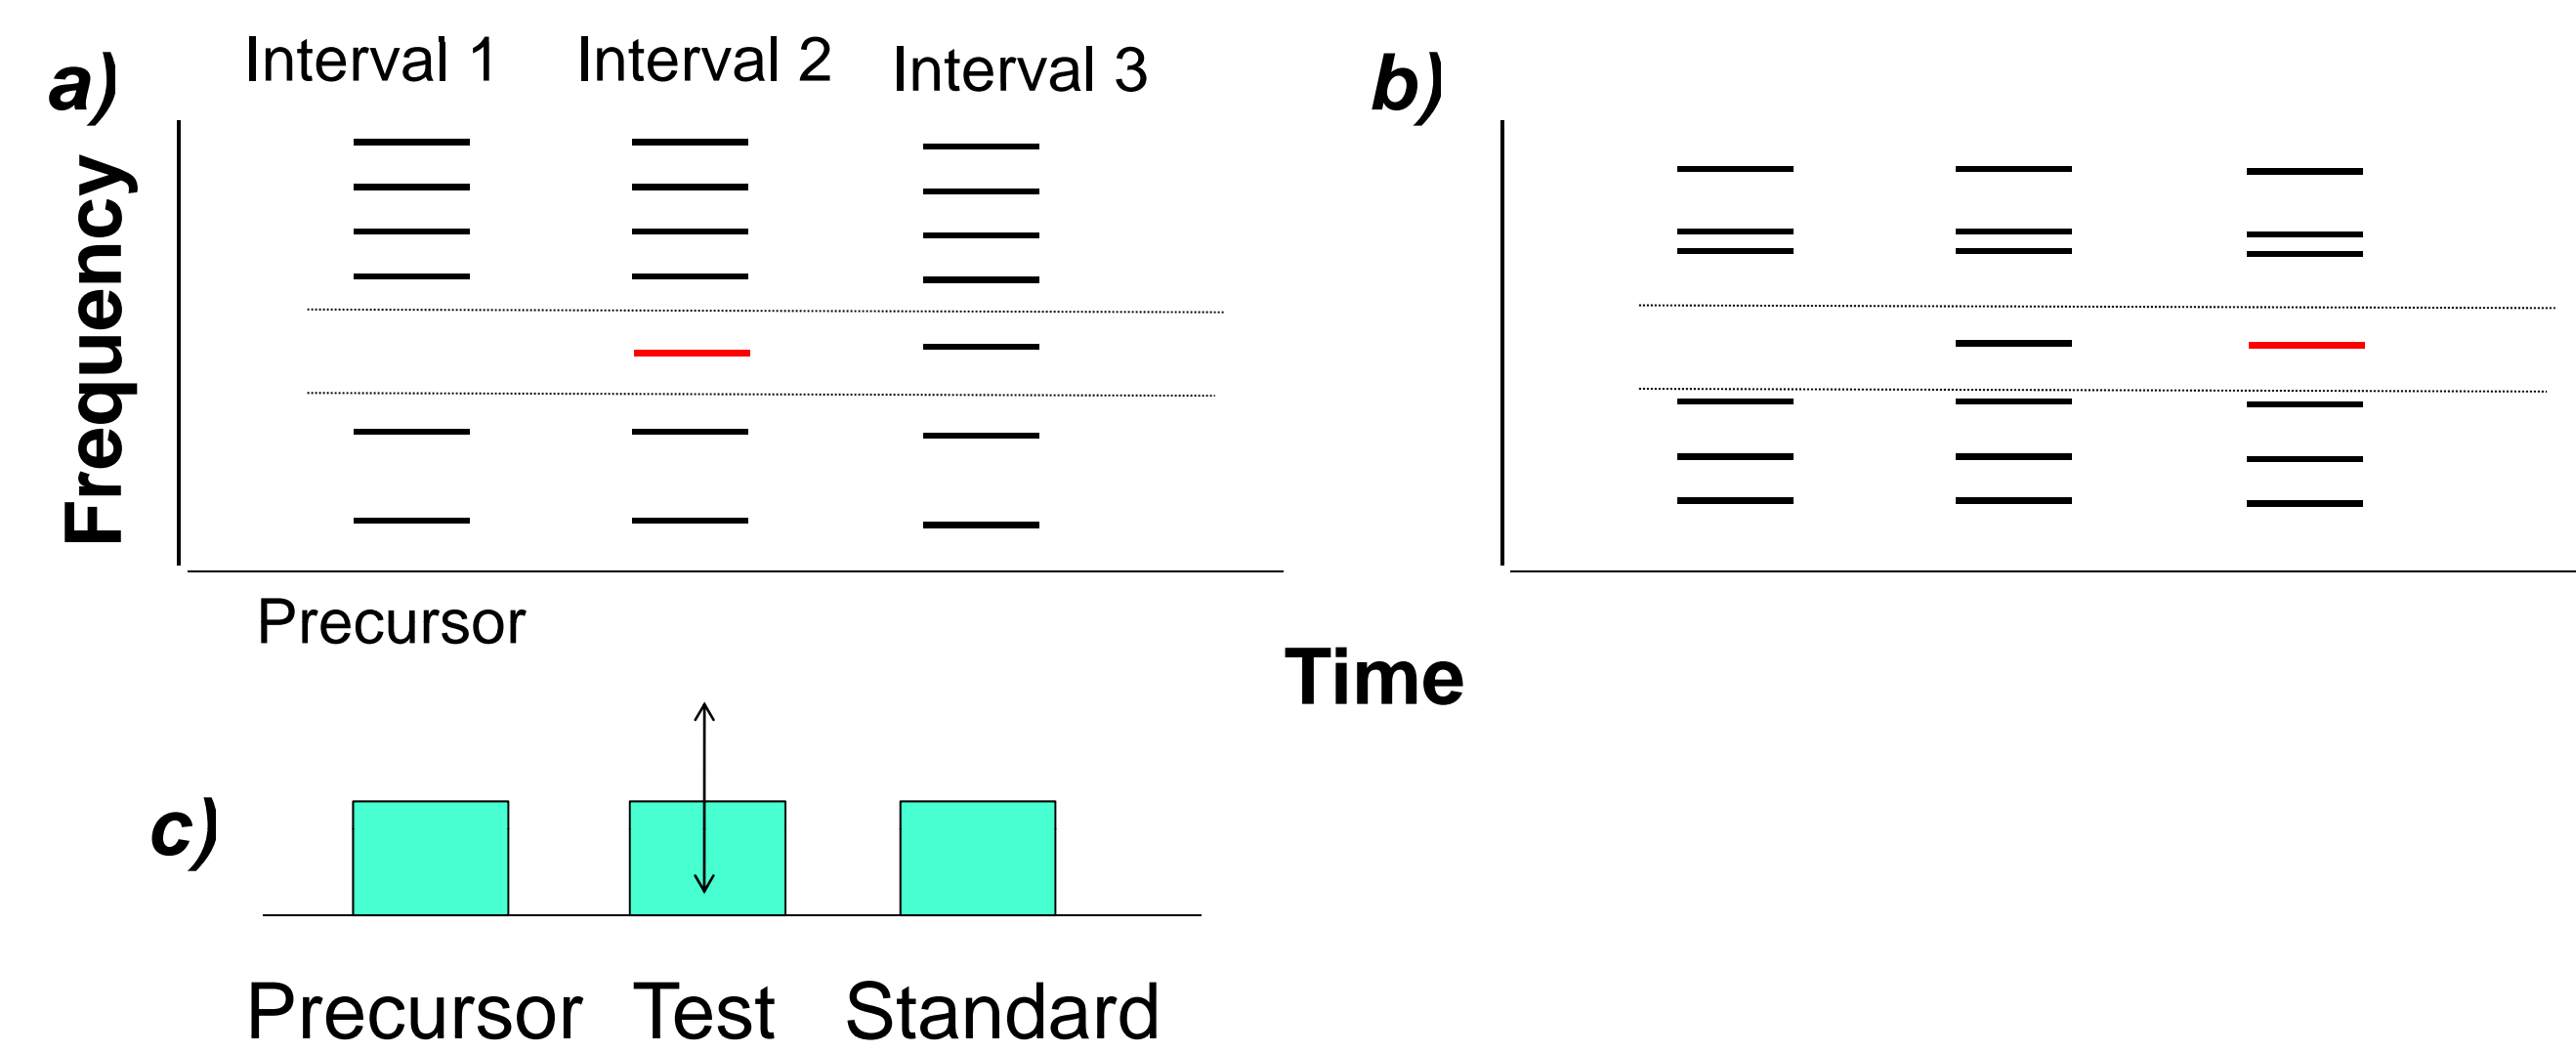 a)
Interval 1
Interval 2
Interval 3
b)
Frequency
Precursor
Time
c)
Precursor
Test
Standard